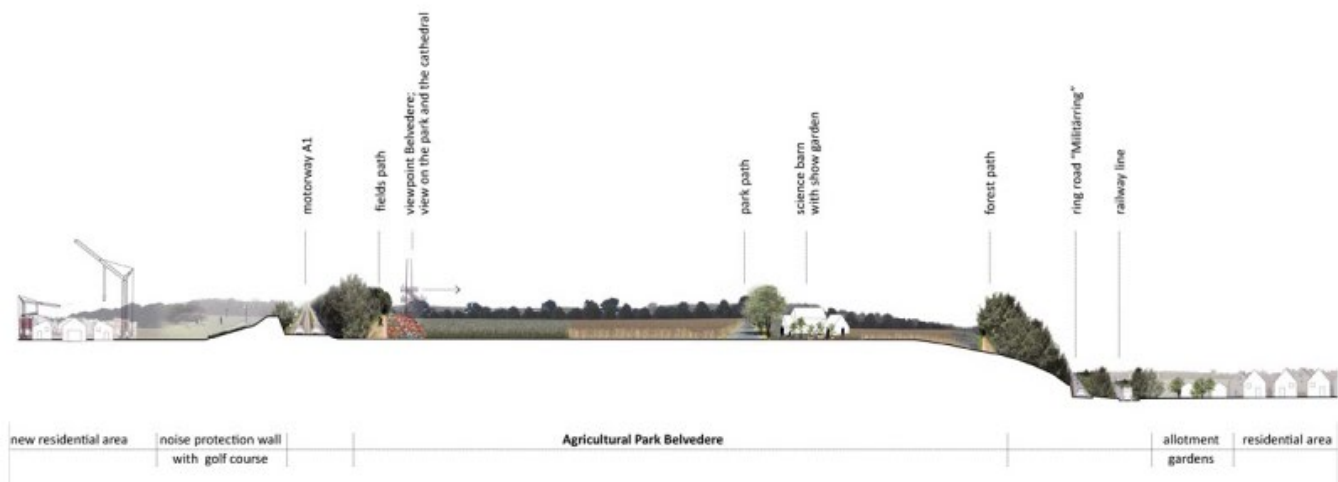 motorway A1
fields path
viewpoint Belvedere;
view on the park and the cathedral
park path
science barn
with show garden
forest path
ring road "Militärring"
railway line
new residential area
noise protection wall
with golf course
Agricultural Park Belvedere
allotment
gardens
residential area